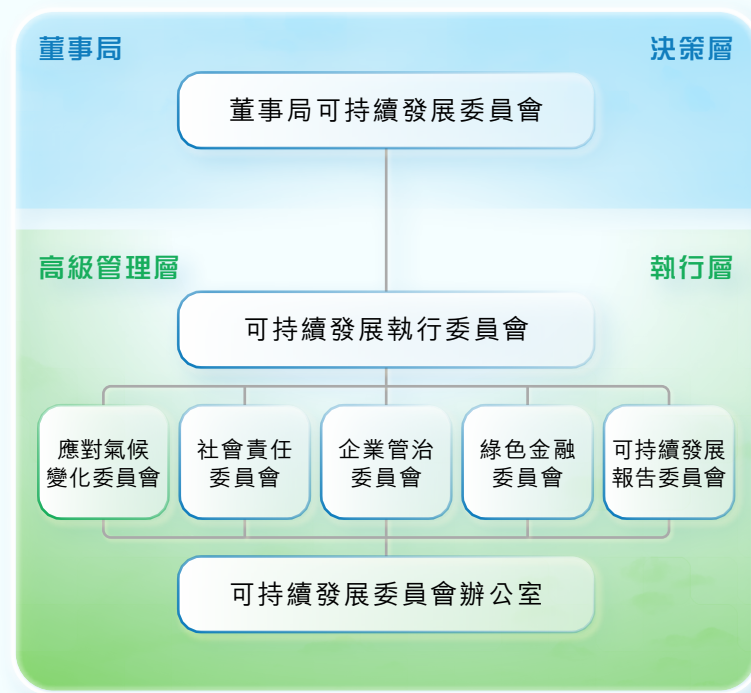 董事局
決策層
董事局可持續發展委員會
高級管理層
執行層
可持續發展執行委員會
應對氣候
變化委員會
社會責任
委員會
企業管治
委員會
綠色金融
委員會
可持續發展
報告委員會
可持續發展委員會辦公室